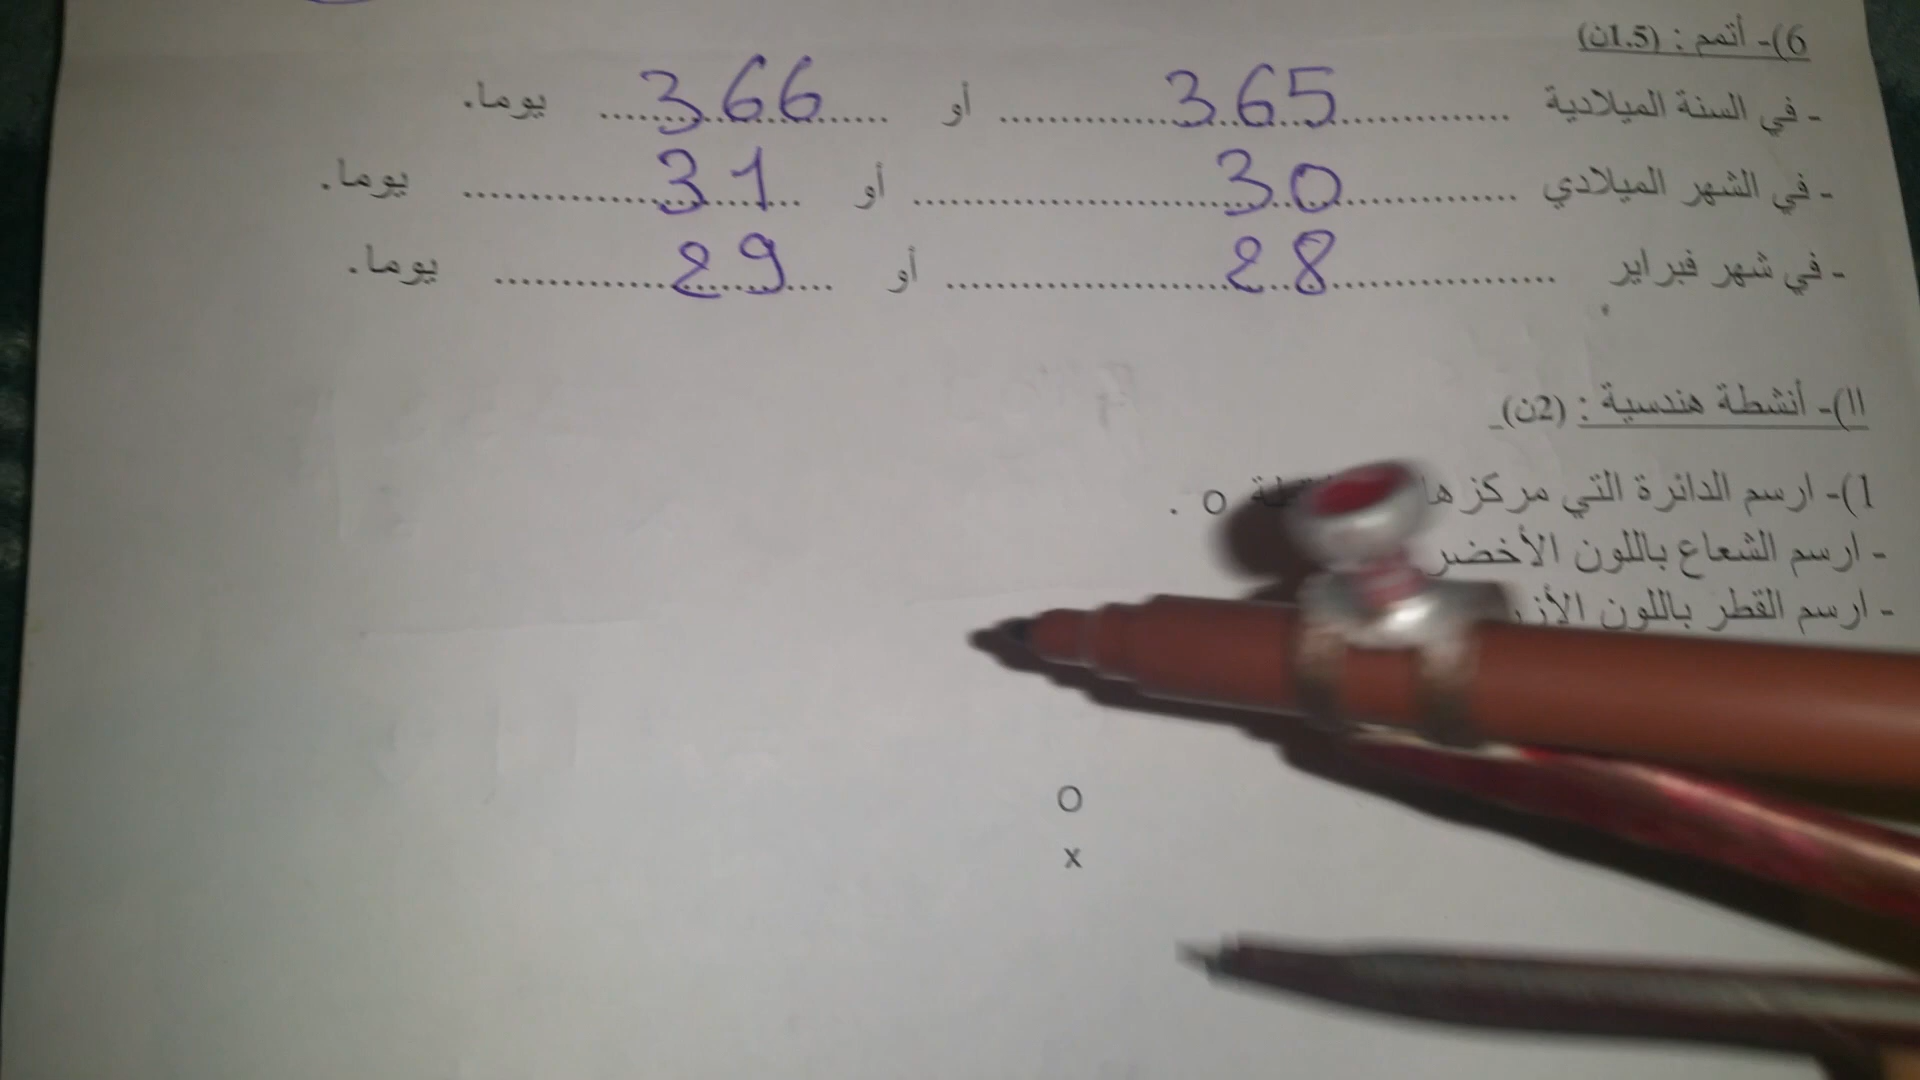 6)- أتمم : (1.5ن)
- في السنة الميلادية ........ 365 ........ أو ........ 366 ........ يوما.
- في الشهر الميلادي ........ 30 ........ أو ........ 31 ........ يوما.
- في شهر فبراير ........ 28 ........ أو ........ 29 ........ يوما.
II)- أنشطة هندسية : (2ن)
1)- ارسم الدائرة التي مركزها O .
- ارسم الشعاع باللون الأخضر
- ارسم القطر باللون
O
x